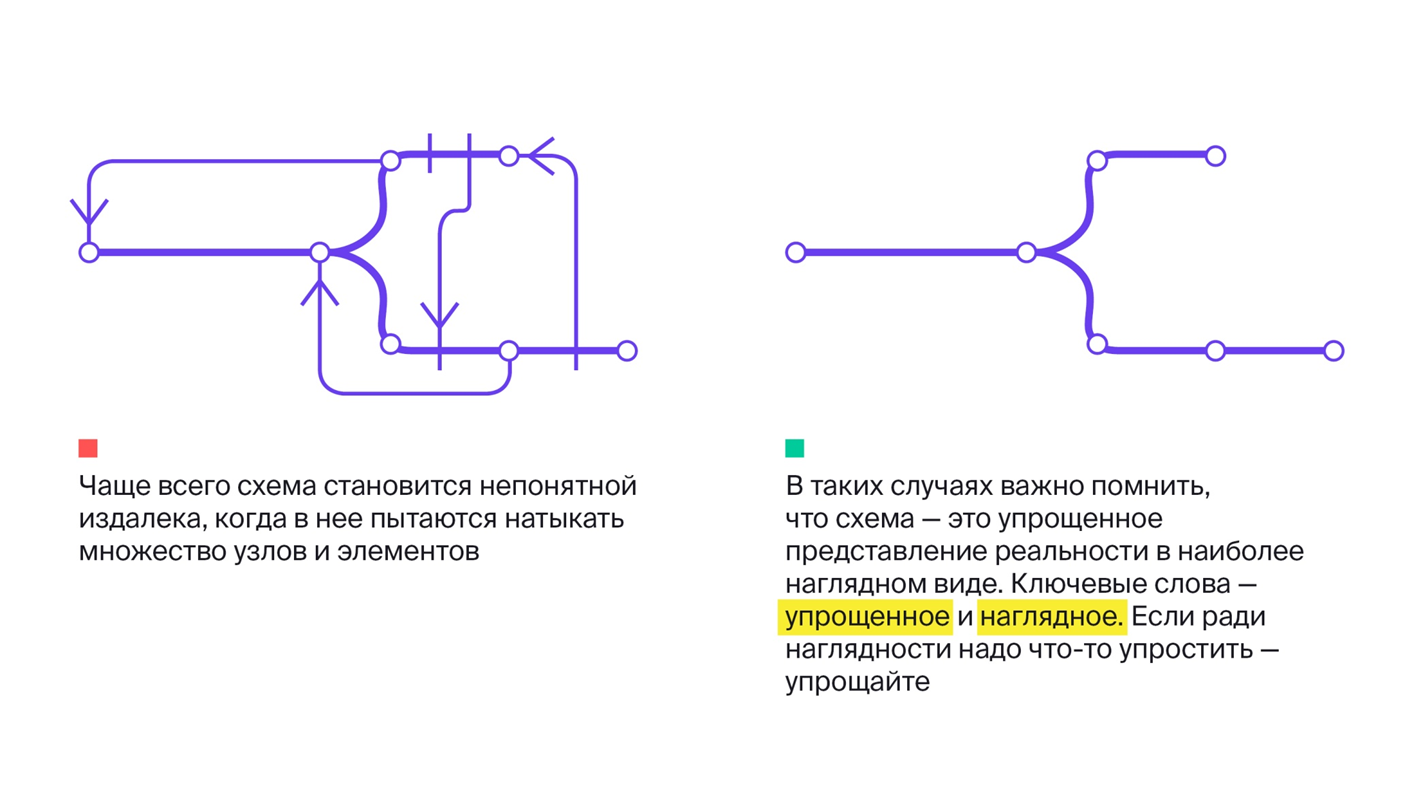 Чаще всего схема становится непонятной
издалека, когда в нее пытаются натыкать
множество узлов и элементов
В таких случаях важно помнить,
что схема — это упрощенное
представление реальности в наиболее
наглядном виде. Ключевые слова —
упрощенное и наглядное. Если ради
наглядности надо что-то упростить —
упрощайте